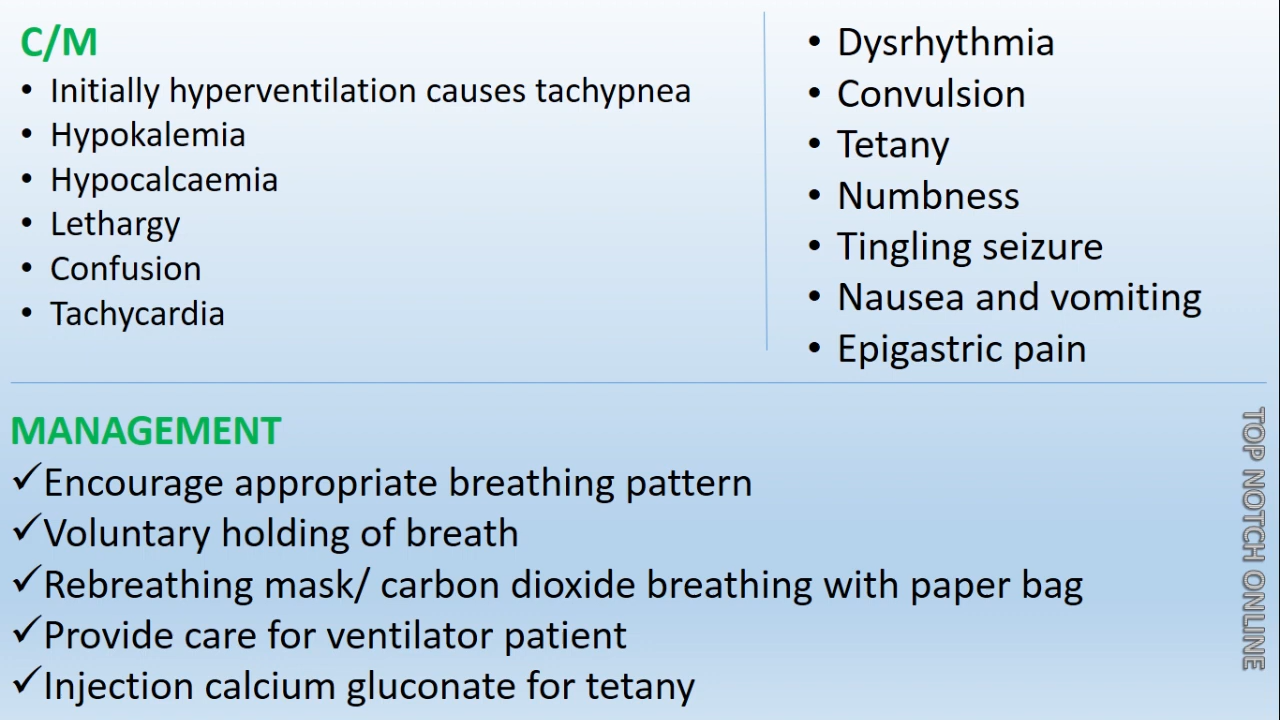 C/M
• Initially hyperventilation causes tachypnea
• Hypokalemia
• Hypocalcaemia
• Lethargy
• Confusion
• Tachycardia
• Dysrhythmia
• Convulsion
• Tetany
• Numbness
• Tingling seizure
• Nausea and vomiting
• Epigastric pain
MANAGEMENT
✓Encourage appropriate breathing pattern
✓Voluntary holding of breath
✓Rebreathing mask/ carbon dioxide breathing with paper bag
✓Provide care for ventilator patient
✓Injection calcium gluconate for tetany
TOP NOTCH ONLINE